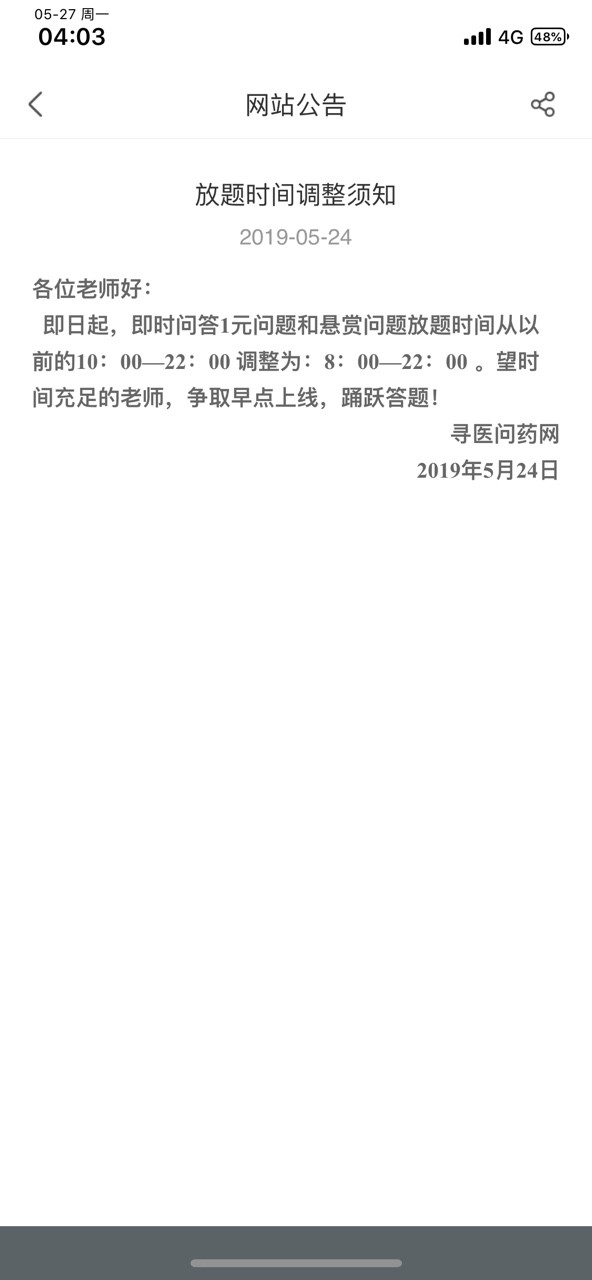 05-27 周一
04:03
4G 48%
网站公告
放题时间调整须知
2019-05-24
各位老师好：
即日起，即时问答1元问题和悬赏问题放题时间从以
前的10：00—22：00 调整为：8：00—22：00 。望时
间充足的老师，争取早点上线，踊跃答题！
寻医问药网
2019年5月24日